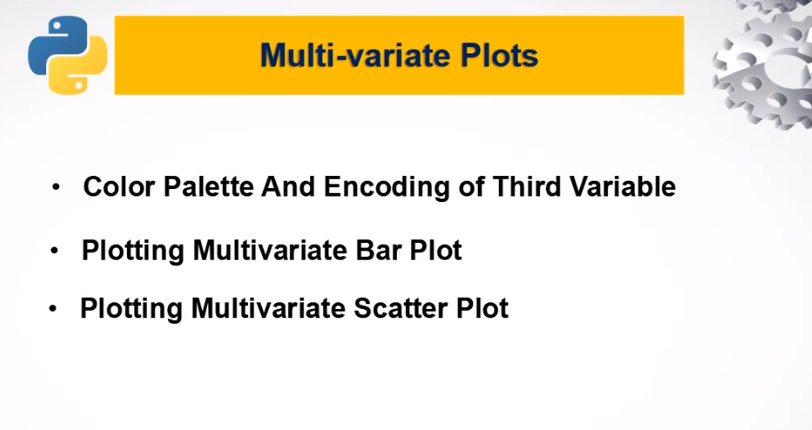 Multi-variate Plots
• Color Palette And Encoding of Third Variable
• Plotting Multivariate Bar Plot
• Plotting Multivariate Scatter Plot